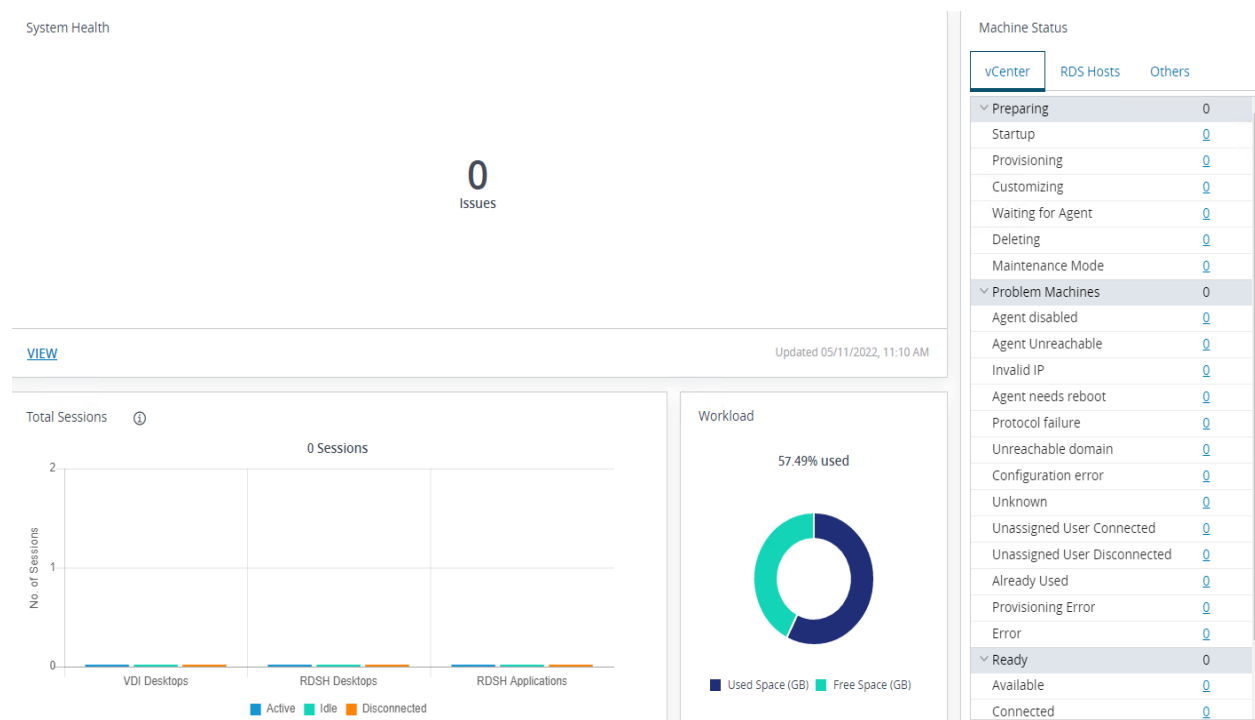 System Health
0
Issues
VIEW
Updated 05/11/2022, 11:10 AM
Total Sessions
0 Sessions
2
1
0
No. of Sessions
VDI Desktops
RDSH Desktops
RDSH Applications
Active Idle Disconnected
Workload
57.49% used
Used Space (GB) Free Space (GB)
Machine Status
vCenter RDS Hosts Others
Preparing 0
Startup 0
Provisioning 0
Customizing 0
Waiting for Agent 0
Deleting 0
Maintenance Mode 0
Problem Machines 0
Agent disabled 0
Agent Unreachable 0
Invalid IP 0
Agent needs reboot 0
Protocol failure 0
Unreachable domain 0
Configuration error 0
Unknown 0
Unassigned User Connected 0
Unassigned User Disconnected 0
Already Used 0
Provisioning Error 0
Error 0
Ready 0
Available 0
Connected 0